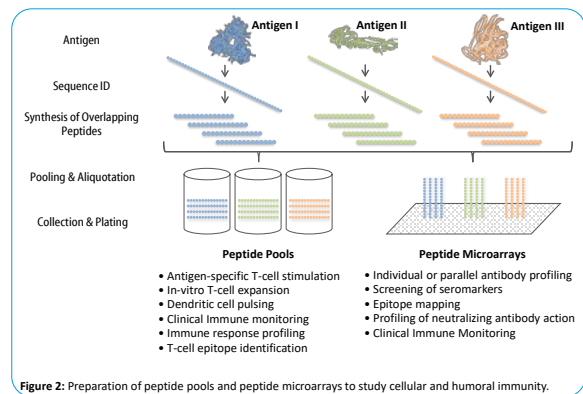 Antigen I
Antigen II
Antigen III
Antigen
Sequence ID
Synthesis of Overlapping
Peptides
Pooling & Aliquotation
Collection & Plating
Peptide Pools
• Antigen-specific T-cell stimulation
• In-vitro T-cell expansion
• Dendritic cell pulsing
• Clinical Immune monitoring
• Immune response profiling
• T-cell epitope identification
Peptide Microarrays
• Individual or parallel antibody profiling
• Screening of seromarkers
• Epitope mapping
• Profiling of neutralizing antibody action
• Clinical Immune Monitoring
Figure 2: Preparation of peptide pools and peptide microarrays to study cellular and humoral immunity.